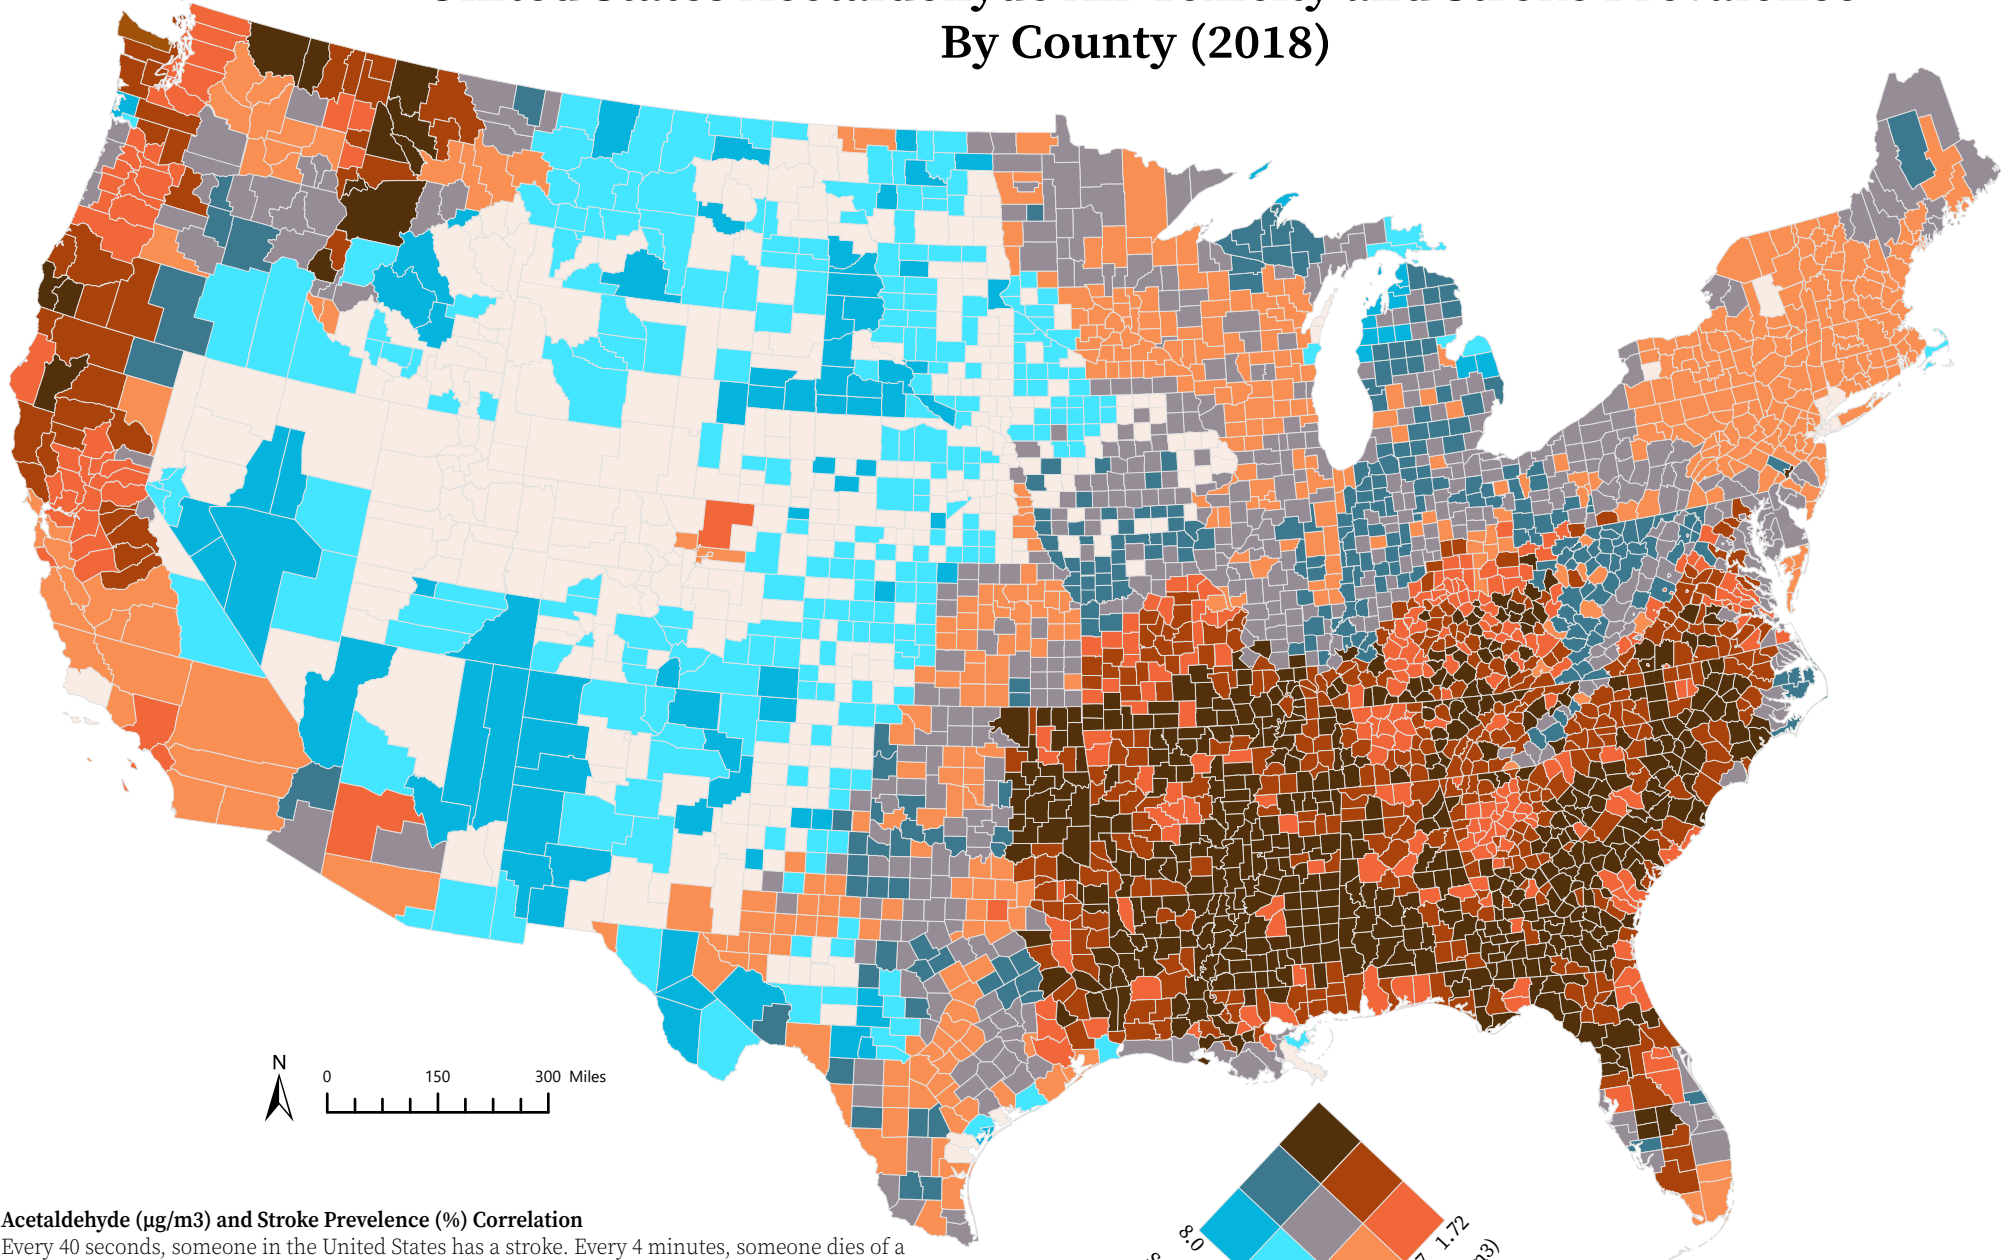 By County (2018)
N
0 150 300 Miles
Acetaldehyde (µg/m3) and Stroke Prevelence (%) Correlation
Every 40 seconds, someone in the United States has a stroke. Every 4 minutes, someone dies of a
8.0
1.72